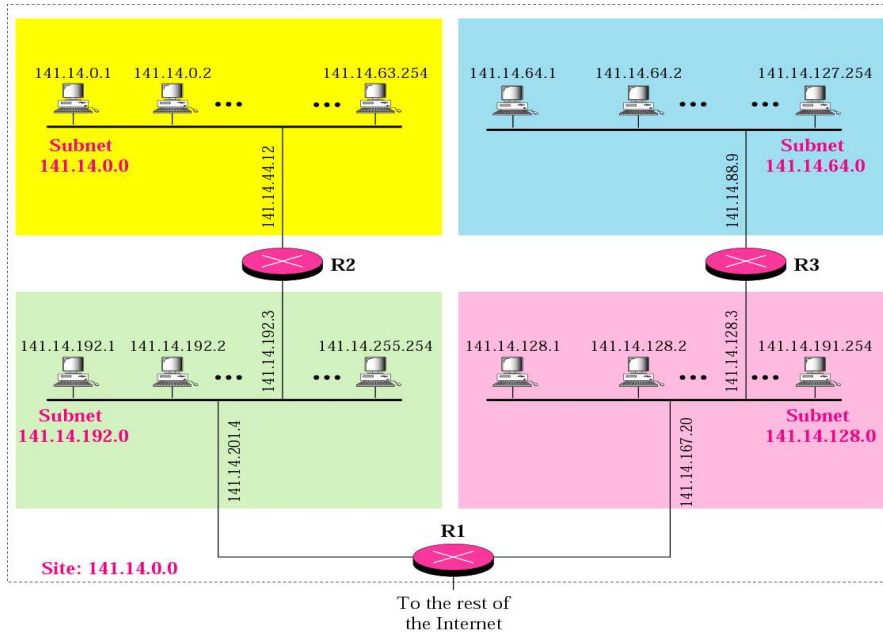 141.14.0.1 141.14.0.2 141.14.63.254
Subnet
141.14.0.0
141.14.44.12
141.14.64.1 141.14.64.2 141.14.127.254
Subnet
141.14.64.0
141.14.88.9
R2
R3
141.14.192.1 141.14.192.2 141.14.255.254
141.14.192.3
Subnet
141.14.192.0
141.14.201.4
141.14.128.1 141.14.128.2 141.14.191.254
141.14.128.3
Subnet
141.14.128.0
141.14.167.20
R1
Site: 141.14.0.0
To the rest of
the Internet